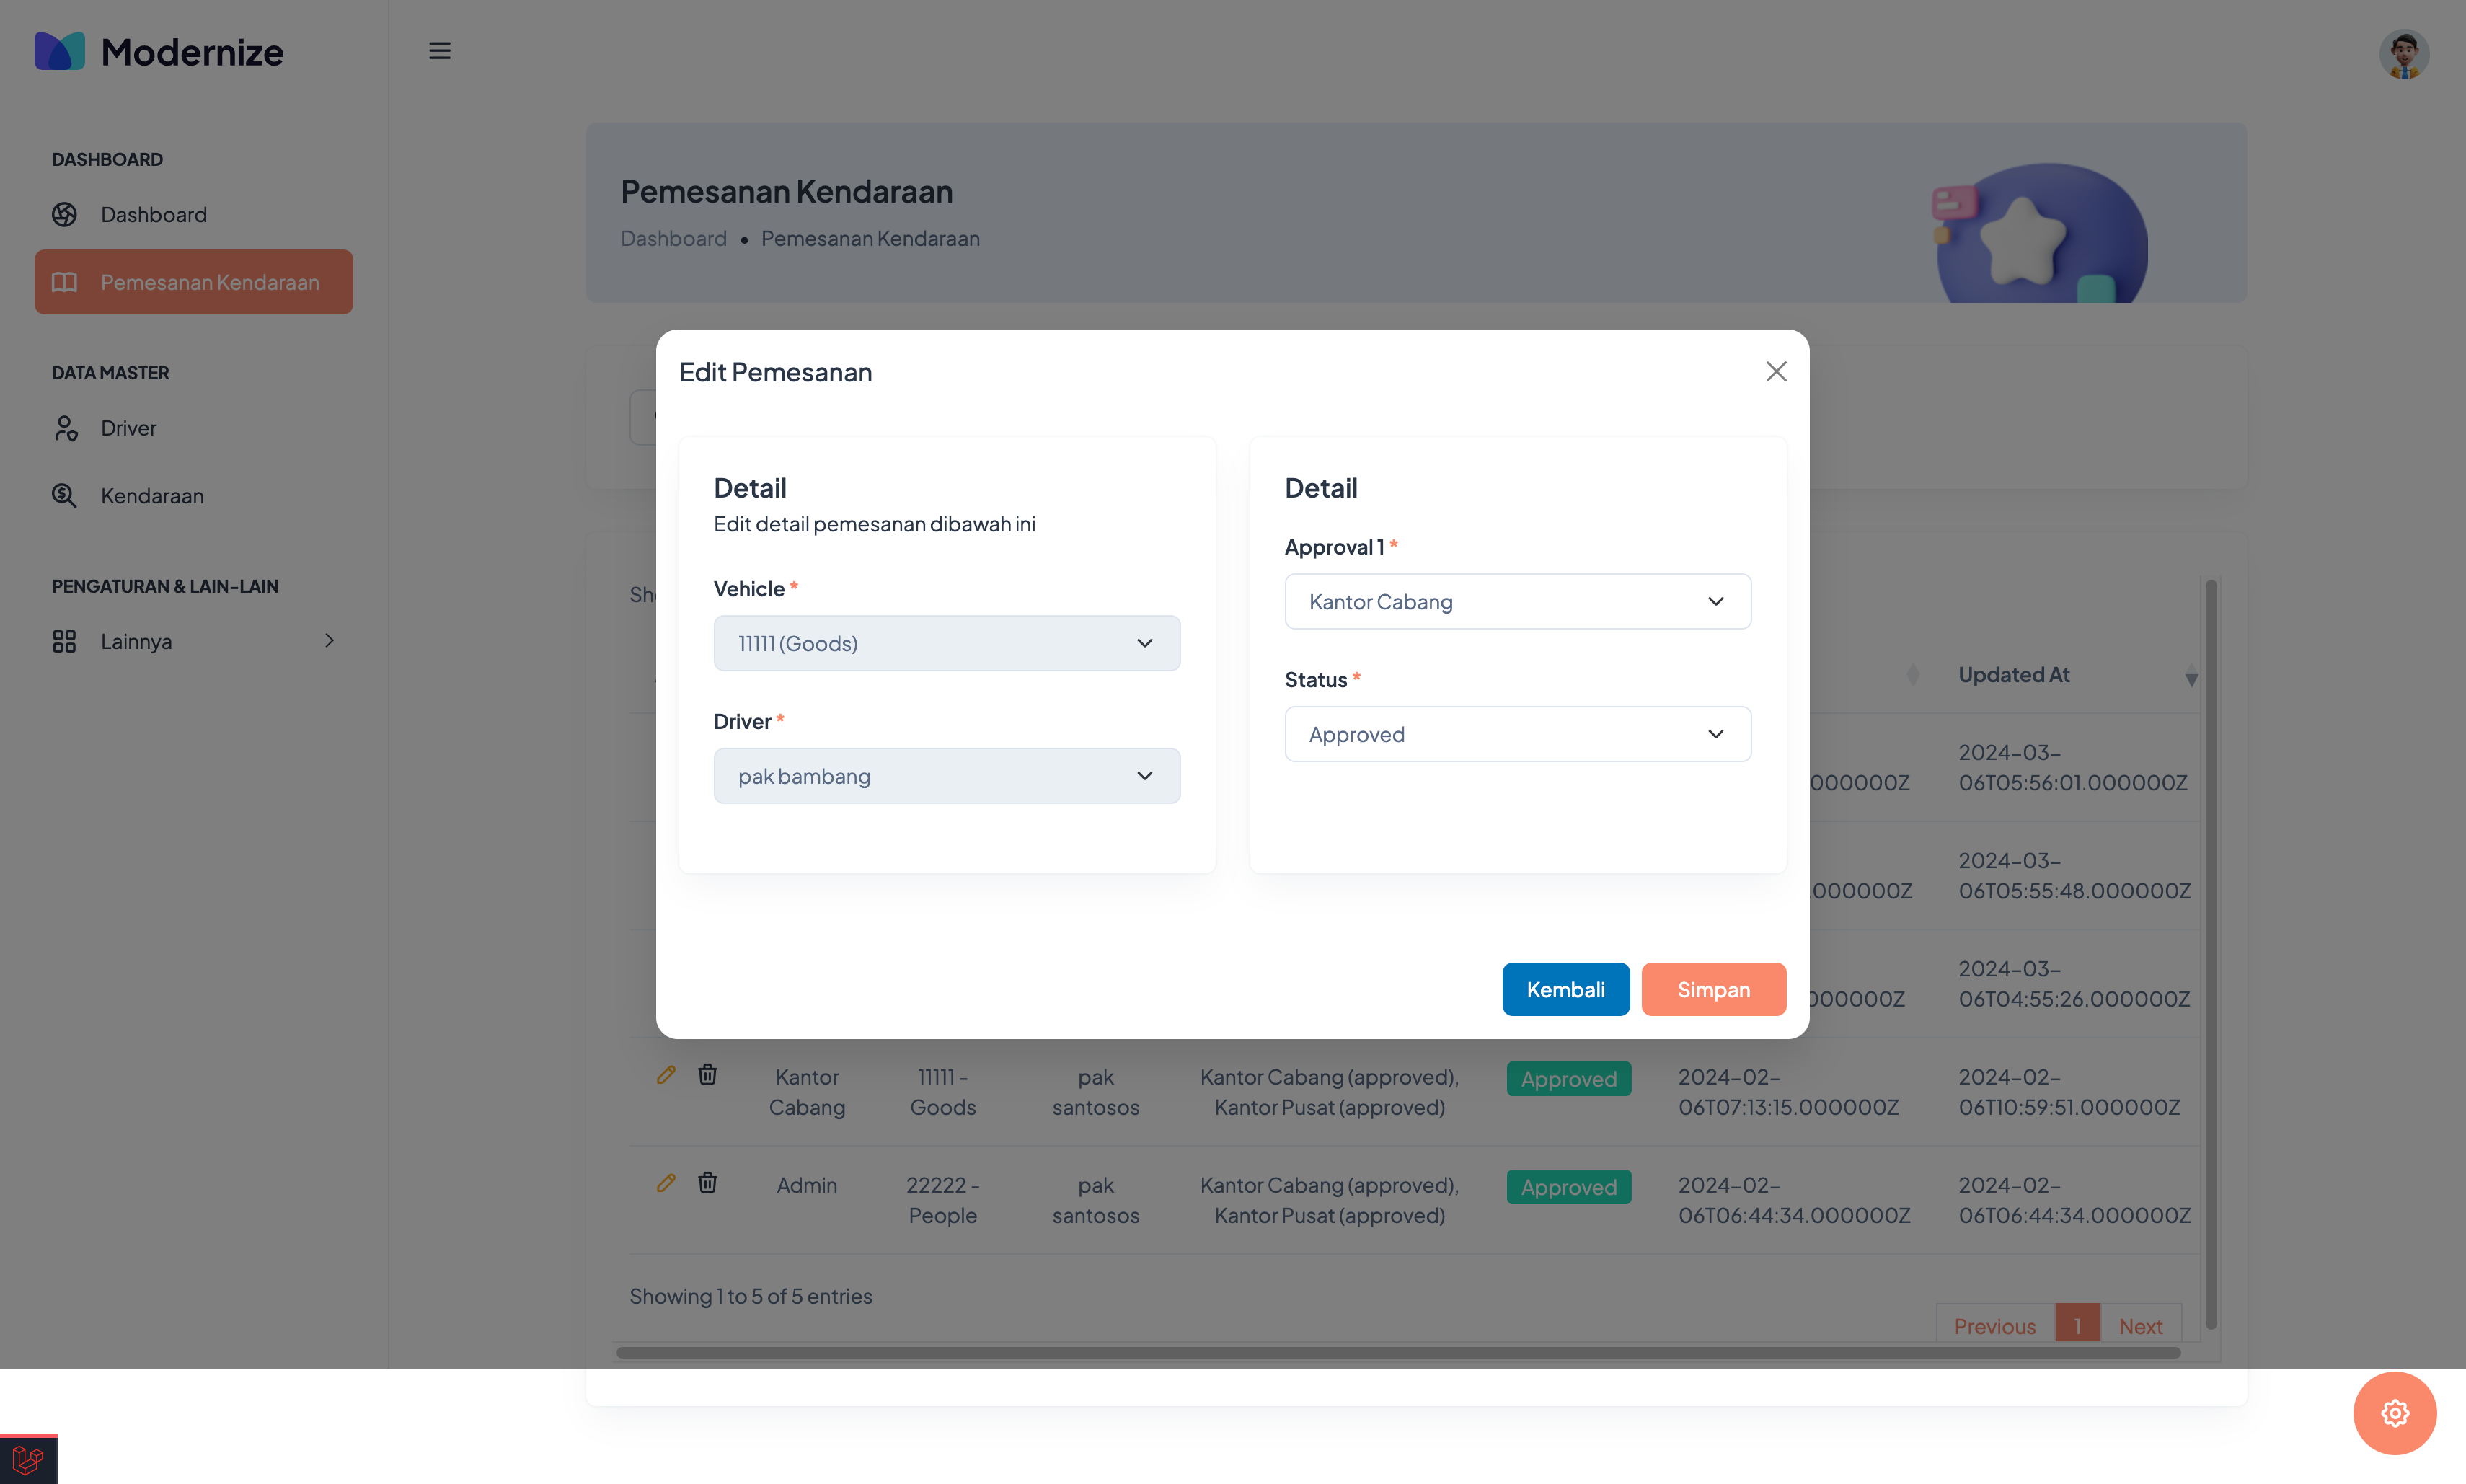 Modernize
DASHBOARD
Dashboard
Pemesanan Kendaraan
DATA MASTER
Driver
Kendaraan
PENGATURAN & LAIN-LAIN
Lainnya
Pemesanan Kendaraan
Dashboard • Pemesanan Kendaraan
Edit Pemesanan
Detail
Edit detail pemesanan dibawah ini
Vehicle *
11111 (Goods)
Driver *
pak bambang
Detail
Approval 1 *
Kantor Cabang
Status *
Approved
Kembali
Simpan
Updated At
2024-03-
06T05:56:01.000000Z
2024-03-
06T05:55:48.000000Z
2024-03-
06T04:55:26.000000Z
Kantor Cabang
11111 - Goods
pak santosos
Kantor Cabang (approved),
Kantor Pusat (approved)
Approved
2024-02-
06T07:13:15.000000Z
2024-02-
06T10:59:51.000000Z
Admin
22222 - People
pak santosos
Kantor Cabang (approved),
Kantor Pusat (approved)
Approved
2024-02-
06T06:44:34.000000Z
2024-02-
06T06:44:34.000000Z
Showing 1 to 5 of 5 entries
Previous 1 Next